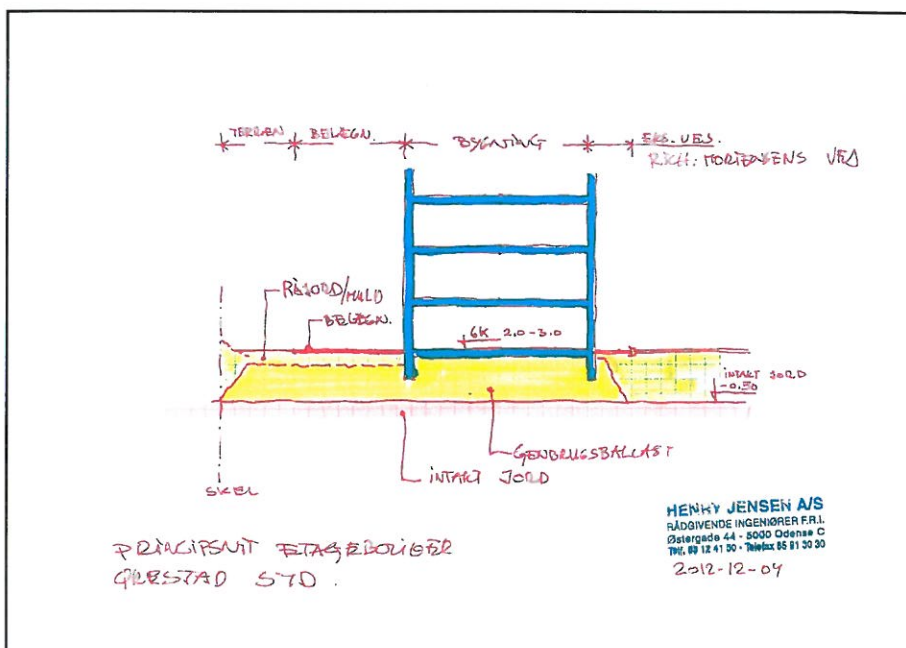 TERRÆN BELÆGN. BYGNING EKS. VEJ.
RICH. MORTENSENS VEJ
RÅJORD/MULD
BELÆGN.
GK 2.0-3.0
INTAKT JORD
-0.50
GENBRUGSBALLAST
INTAKT JORD
SKEL
PRINCIPSNIT ETAGEBOLIGER
ØRESTAD SYD.
HENRY JENSEN A/S
RÅDGIVENDE INGENIØRER F.R.I.
Østergade 44 - 5000 Odense C
2012-12-04